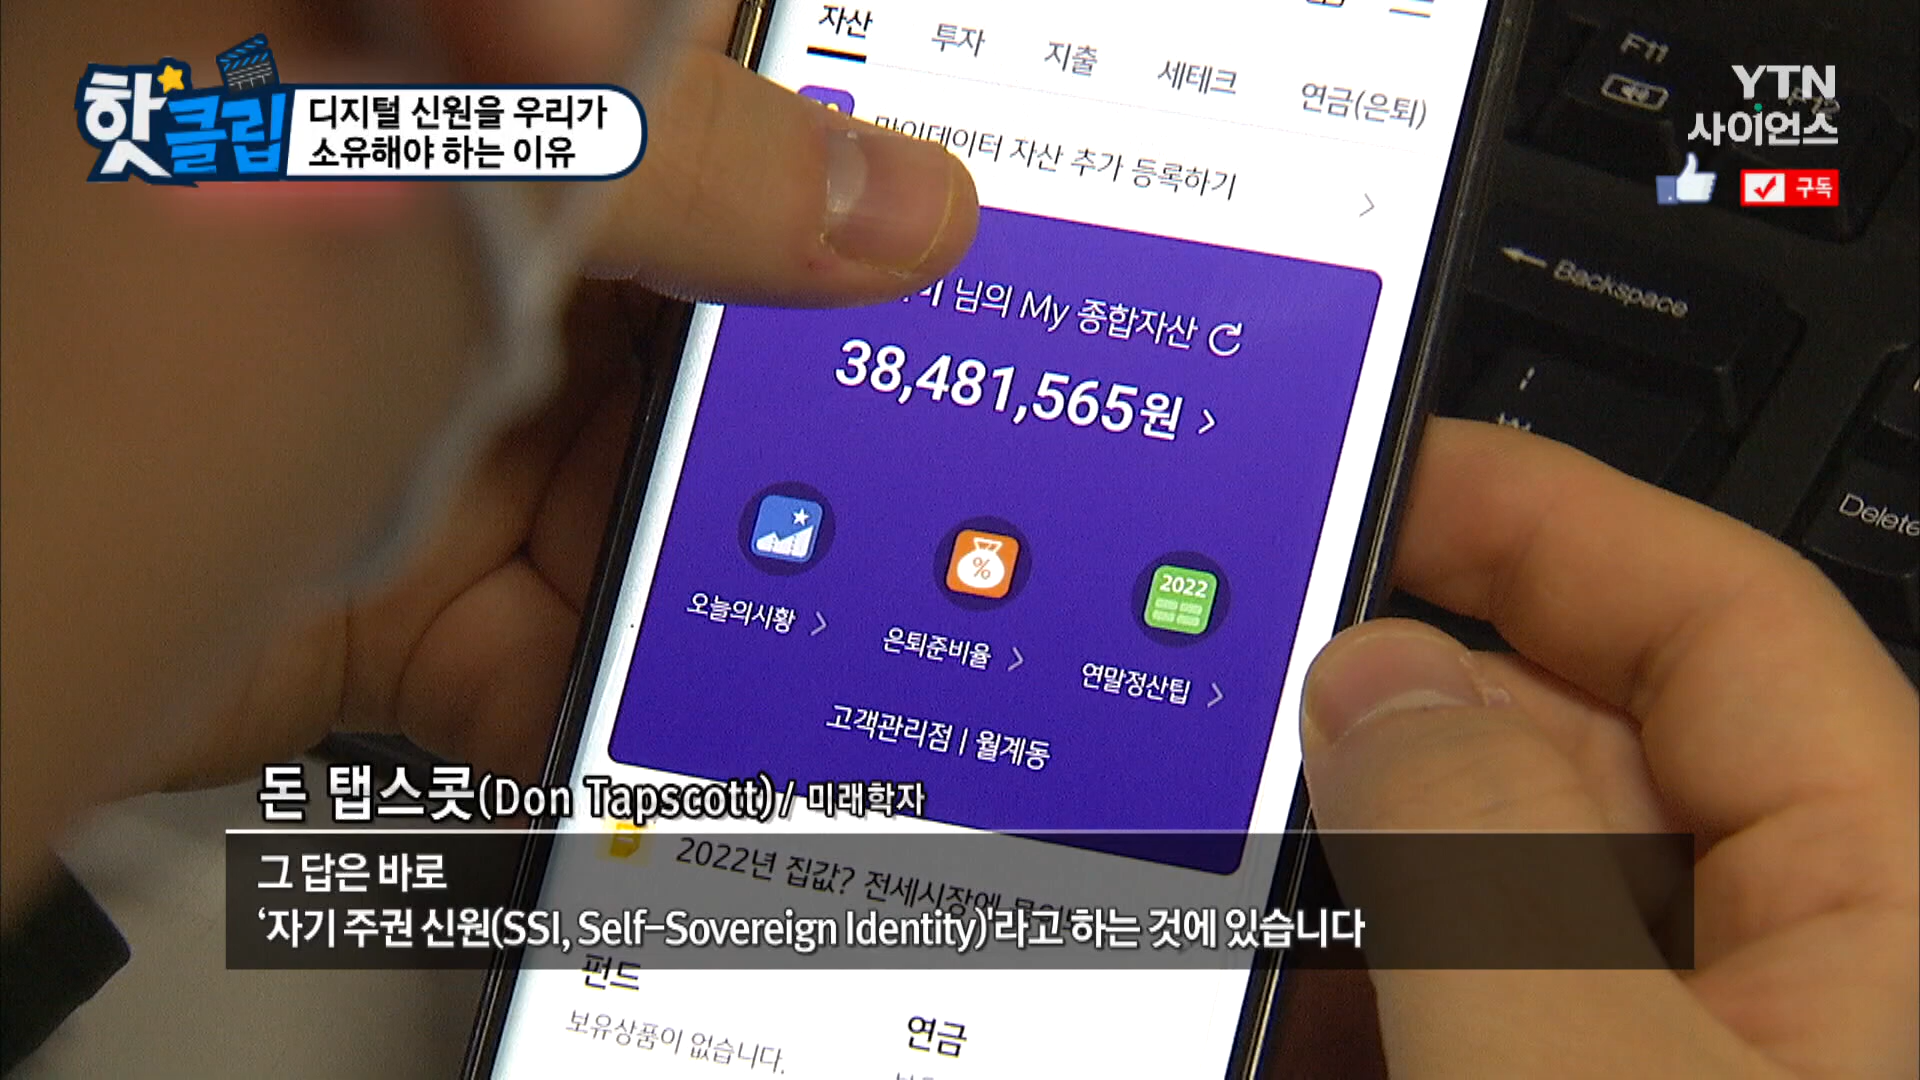 핫클립
디지털 신원을 우리가
소유해야 하는 이유
YTN
사이언스
구독
자산 투자 지출 세테크 연금(은퇴)
마이데이터 자산 추가 등록하기
님의 My 종합자산
38,481,565원 >
오늘의시황 >
은퇴준비율 >
2022
연말정산팁 >
고객관리점 | 월계동
2022년 집값? 전세시장에
펀드
보유상품이 없습니다.
연금
F11
F12
Backspace
Delete
돈 탭스콧(Don Tapscott)/ 미래학자
그 답은 바로
‘자기 주권 신원(SSI, Self-Sovereign Identity)'라고 하는 것에 있습니다